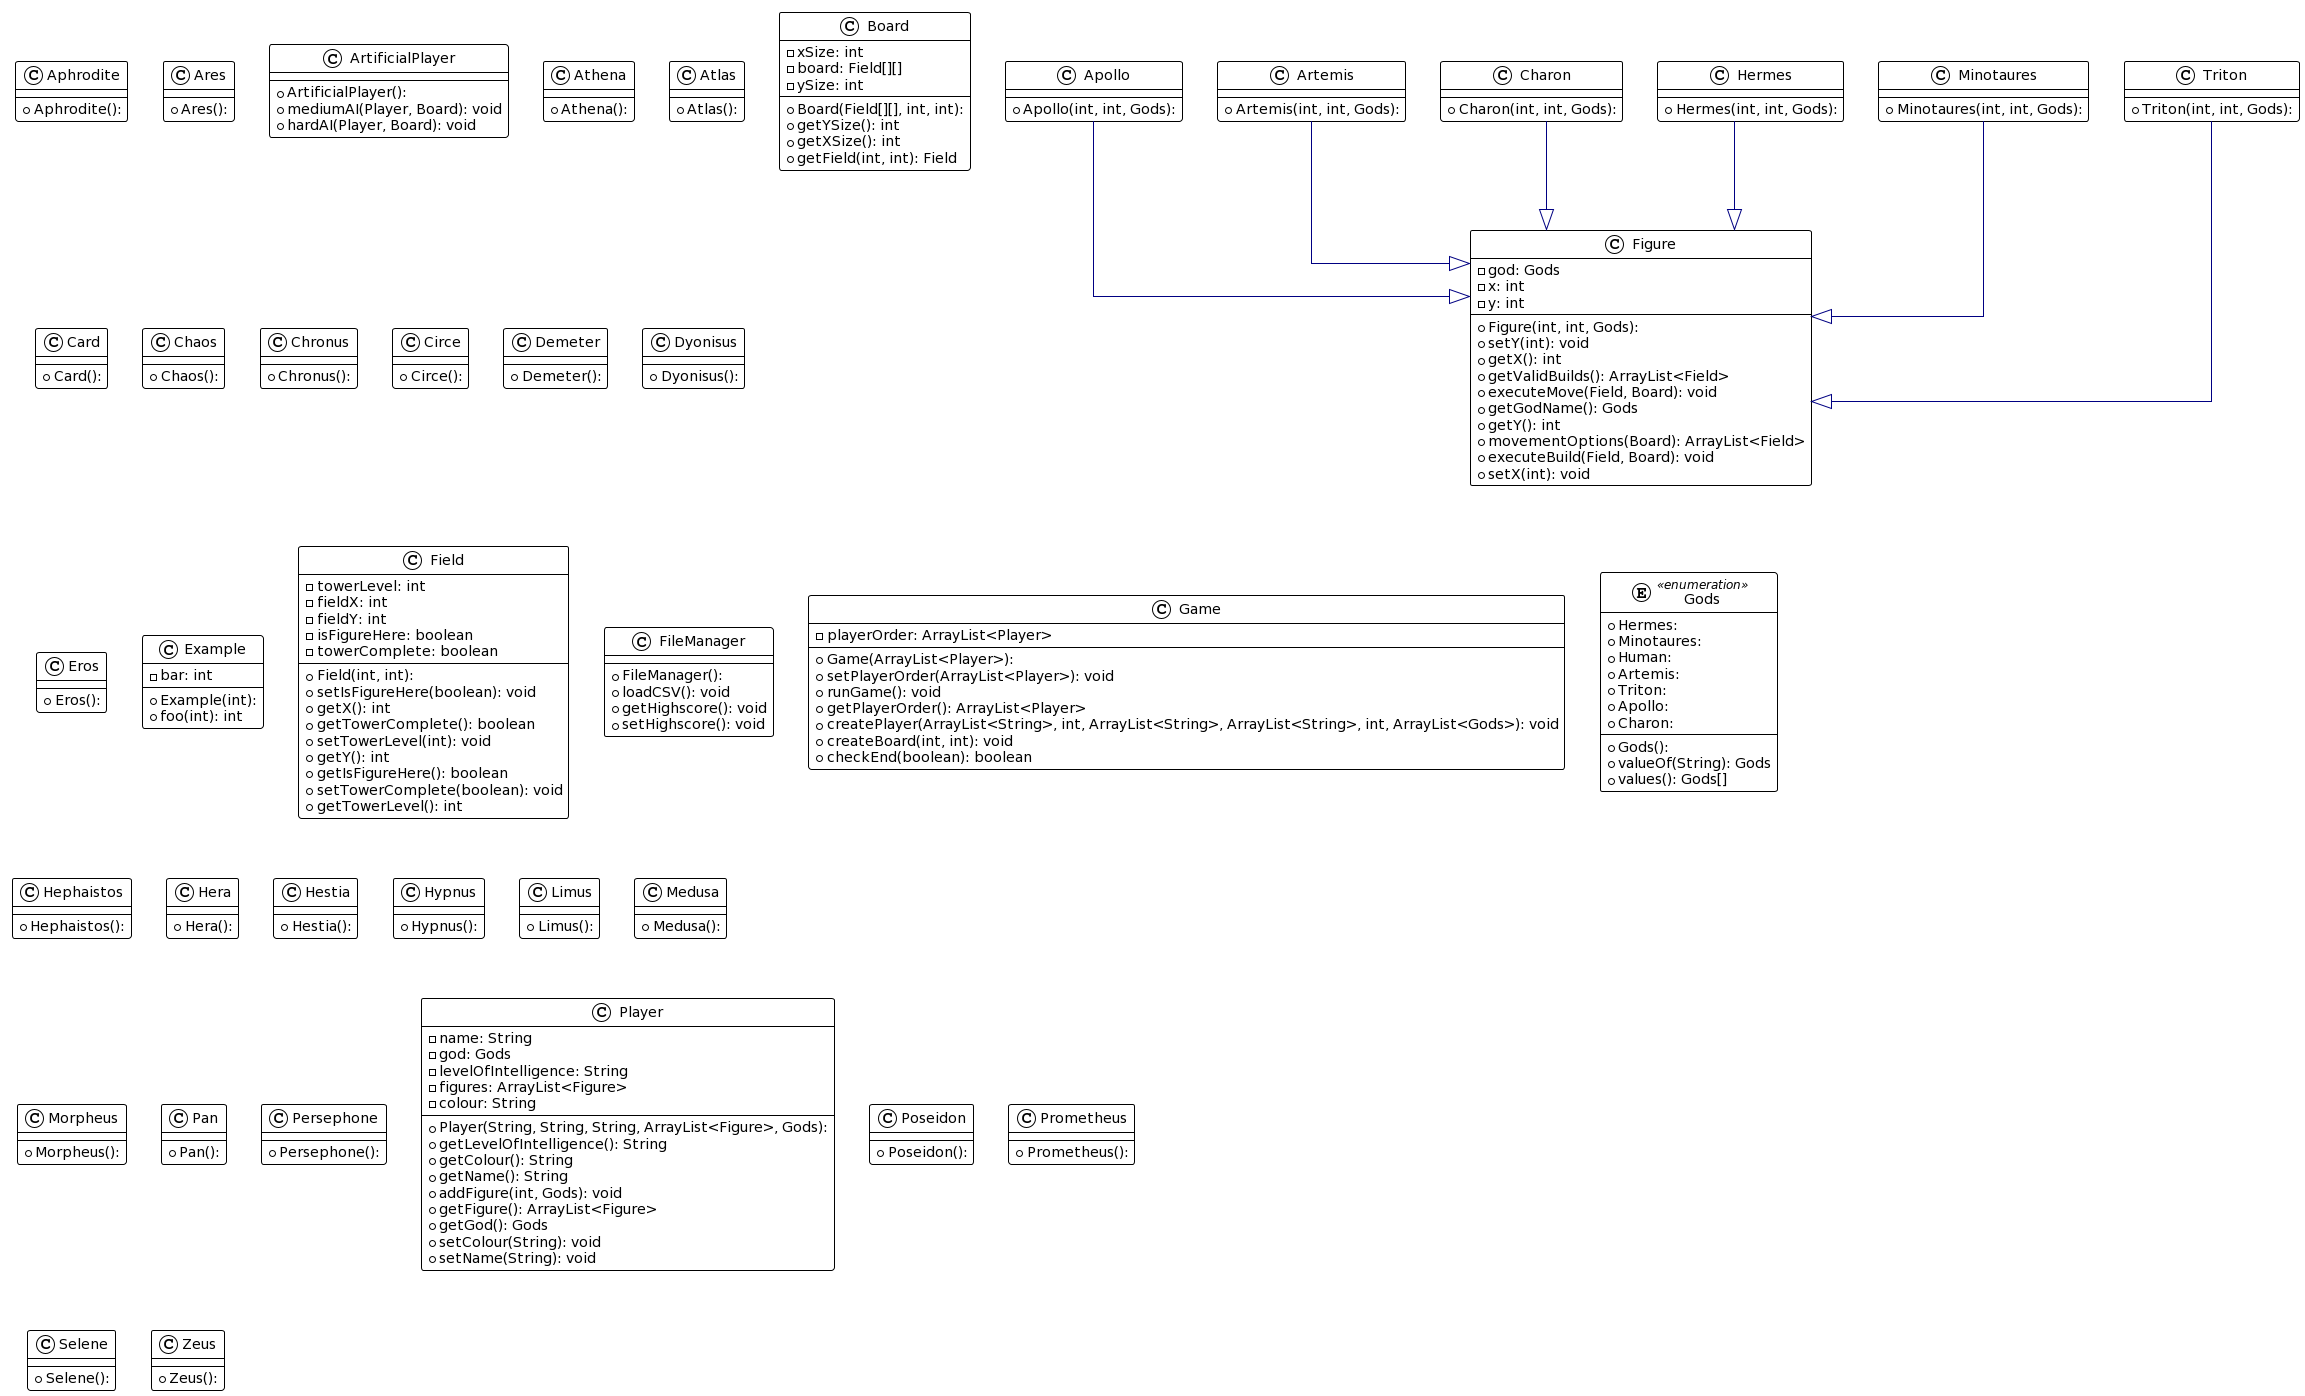 C Aphrodite
Aphrodite():
C Ares
Ares():
C ArtificialPlayer
ArtificialPlayer():
mediumAI(Player, Board): void
hardAI(Player, Board): void
C Athena
Athena():
C Atlas
Atlas():
C Board
xSize: int
board: Field[][]
ySize: int
Board(Field[][], int, int):
getYSize(): int
getXSize(): int
getField(int, int): Field
C Apollo
Apollo(int, int, Gods):
C Artemis
Artemis(int, int, Gods):
C Charon
Charon(int, int, Gods):
C Hermes
Hermes(int, int, Gods):
C Minotaures
Minotaures(int, int, Gods):
C Triton
Triton(int, int, Gods):
C Figure
god: Gods
x: int
y: int
Figure(int, int, Gods):
setY(int): void
getX(): int
getValidBuilds(): ArrayList<Field>
executeMove(Field, Board): void
getGodName(): Gods
getY(): int
movementOptions(Board): ArrayList<Field>
executeBuild(Field, Board): void
setX(int): void
C Card
Card():
C Chaos
Chaos():
C Chronus
Chronus():
C Circe
Circe():
C Demeter
Demeter():
C Dyonisus
Dyonisus():
C Eros
Eros():
C Example
bar: int
Example(int):
foo(int): int
C Field
towerLevel: int
fieldX: int
fieldY: int
isFigureHere: boolean
towerComplete: boolean
Field(int, int):
setIsFigureHere(boolean): void
getX(): int
getTowerComplete(): boolean
setTowerLevel(int): void
getY(): int
getIsFigureHere(): boolean
setTowerComplete(boolean): void
getTowerLevel(): int
C FileManager
FileManager():
loadCSV(): void
getHighscore(): void
setHighscore(): void
C Game
playerOrder: ArrayList<Player>
Game(ArrayList<Player>):
setPlayerOrder(ArrayList<Player>): void
runGame(): void
getPlayerOrder(): ArrayList<Player>
createPlayer(ArrayList<String>, int, ArrayList<String>, ArrayList<String>, int, ArrayList<Gods>): void
createBoard(int, int): void
checkEnd(boolean): boolean
E «enumeration»
Gods
Hermes:
Minotaures:
Human:
Artemis:
Triton:
Apollo:
Charon:
Gods():
valueOf(String): Gods
values(): Gods[]
C Hephaistos
Hephaistos():
C Hera
Hera():
C Hestia
Hestia():
C Hypnus
Hypnus():
C Limus
Limus():
C Medusa
Medusa():
C Morpheus
Morpheus():
C Pan
Pan():
C Persephone
Persephone():
C Player
name: String
god: Gods
levelOfIntelligence: String
figures: ArrayList<Figure>
colour: String
Player(String, String, String, ArrayList<Figure>, Gods):
getLevelOfIntelligence(): String
getColour(): String
getName(): String
addFigure(int, Gods): void
getFigure(): ArrayList<Figure>
getGod(): Gods
setColour(String): void
setName(String): void
C Poseidon
Poseidon():
C Prometheus
Prometheus():
C Selene
Selene():
C Zeus
Zeus():